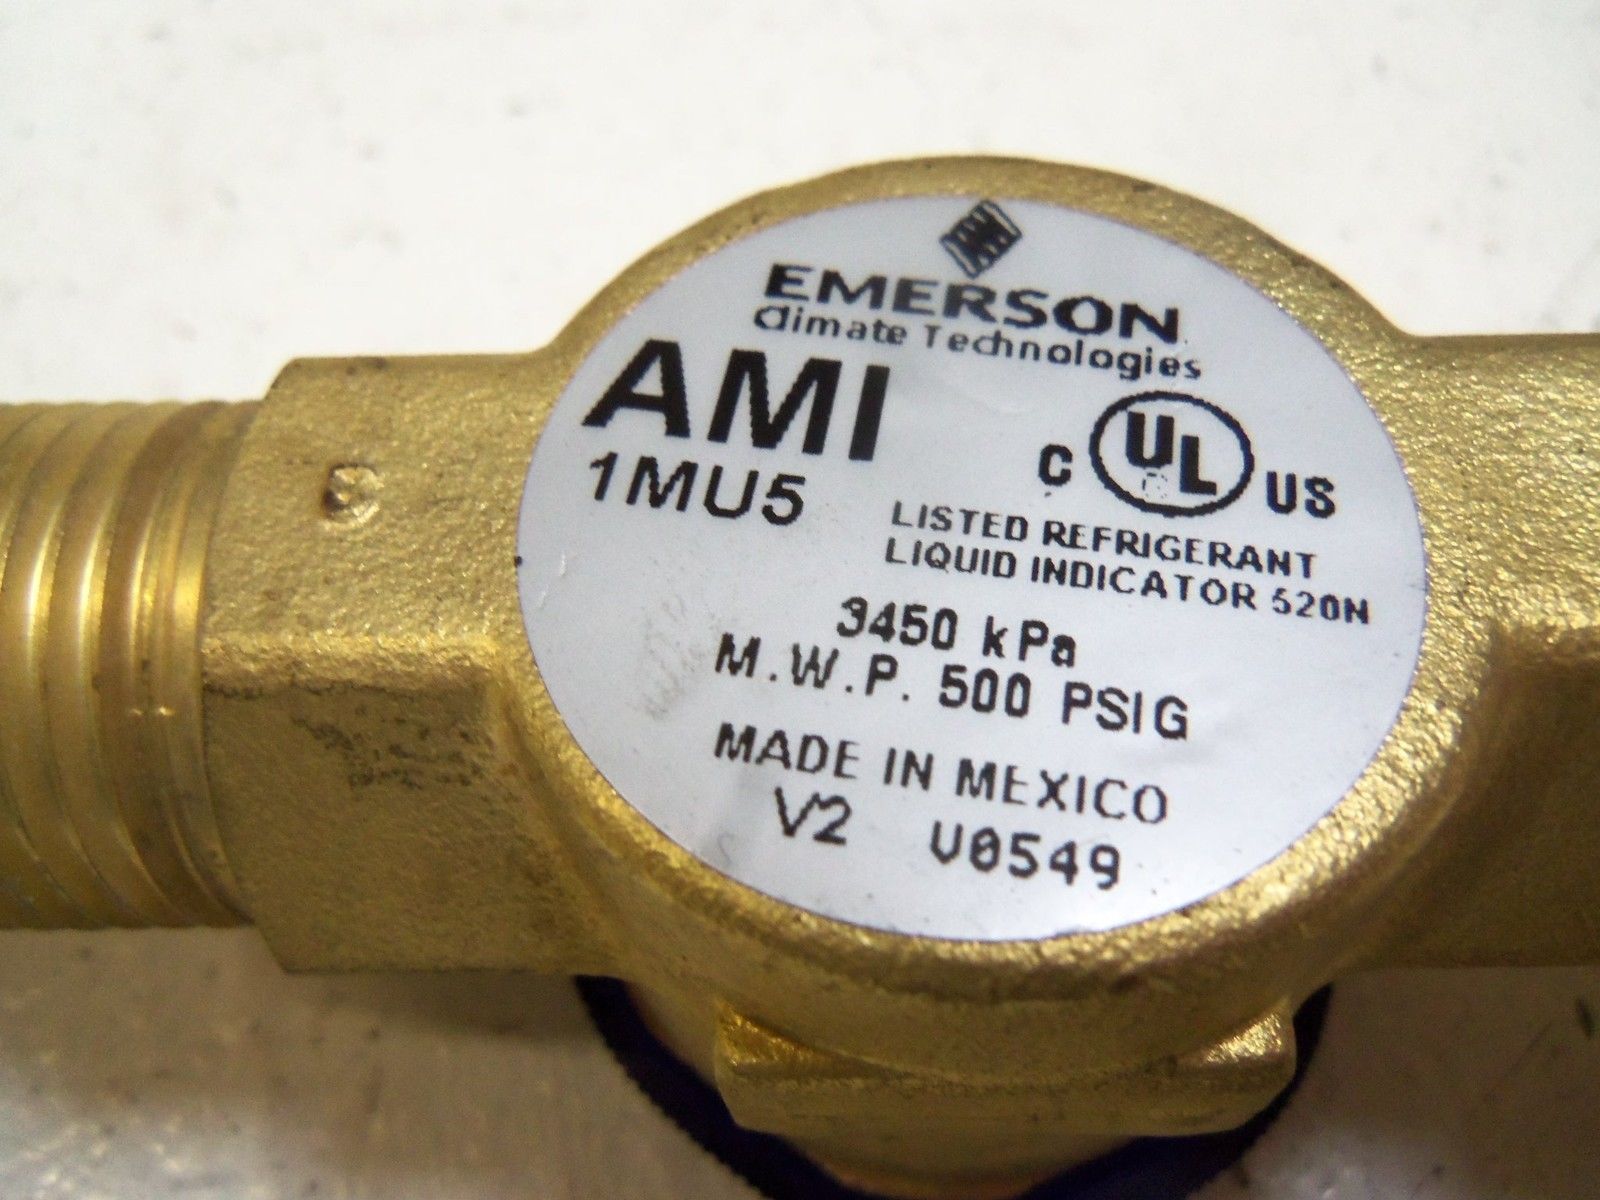 EMERSON
Climate Technologies
AMI
1MU5
C UL US
LISTED REFRIGERANT
LIQUID INDICATOR 520N
3450 kPa
M.W.P. 500 PSIG
MADE IN MEXICO
V2 V0549